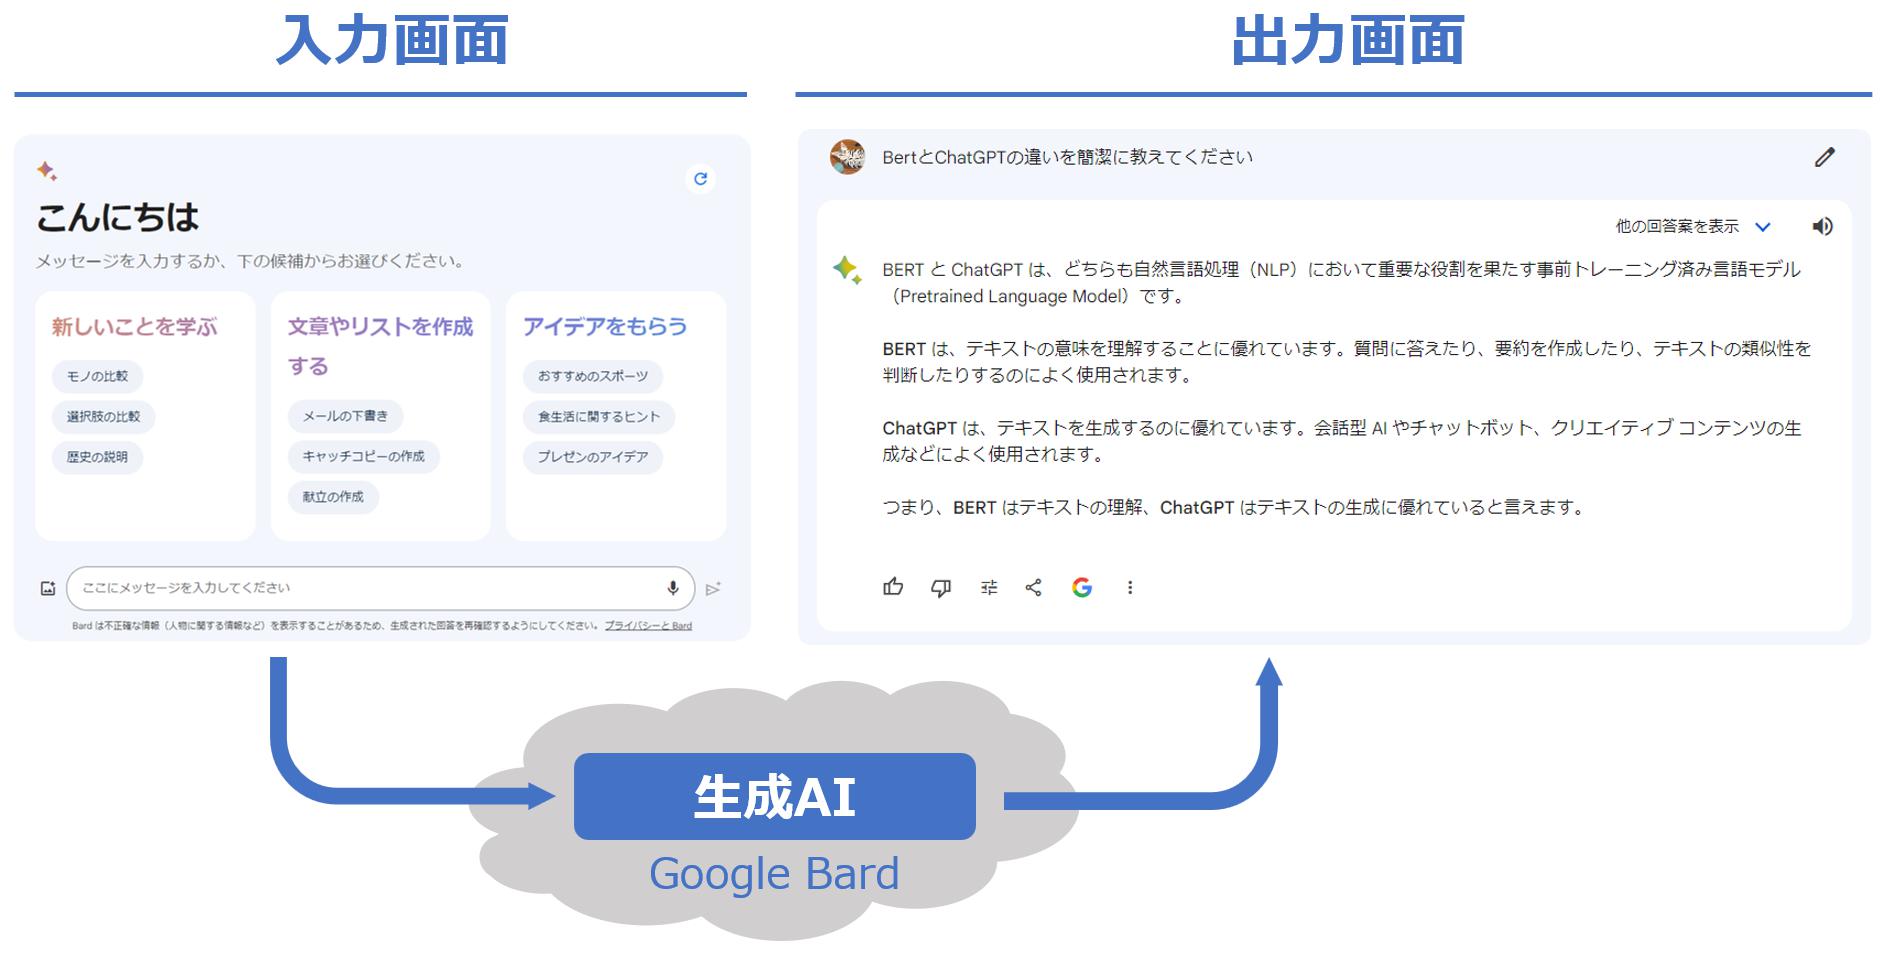 入力画面
こんにちは
メッセージを入力するか、下の候補からお選びください。
新しいことを学ぶ
モノの比較
選択肢の比較
歴史の説明
文章やリストを作成
する
メールの下書き
キャッチコピーの作成
献立の作成
アイデアをもらう
おすすめのスポーツ
食生活に関するヒント
プレゼンのアイデア
ここにメッセージを入力してください
Bard は不正確な情報（人物に関する情報など）を表示することがあるため、生成された回答を再確認するようにしてください。 プライバシーと Bard
出力画面
BertとChatGPTの違いを簡潔に教えてください
他の回答案を表示
BERT と ChatGPT は、どちらも自然言語処理（NLP）において重要な役割を果たす事前トレーニング済み言語モデル
（Pretrained Language Model）です。
BERT は、テキストの意味を理解することに優れています。質問に答えたり、要約を作成したり、テキストの類似性を
判断したりするのによく使用されます。
ChatGPT は、テキストを生成するのに優れています。会話型 AI やチャットボット、クリエイティブ コンテンツの生
成などによく使用されます。
つまり、BERT はテキストの理解、ChatGPT はテキストの生成に優れていると言えます。
生成AI
Google Bard